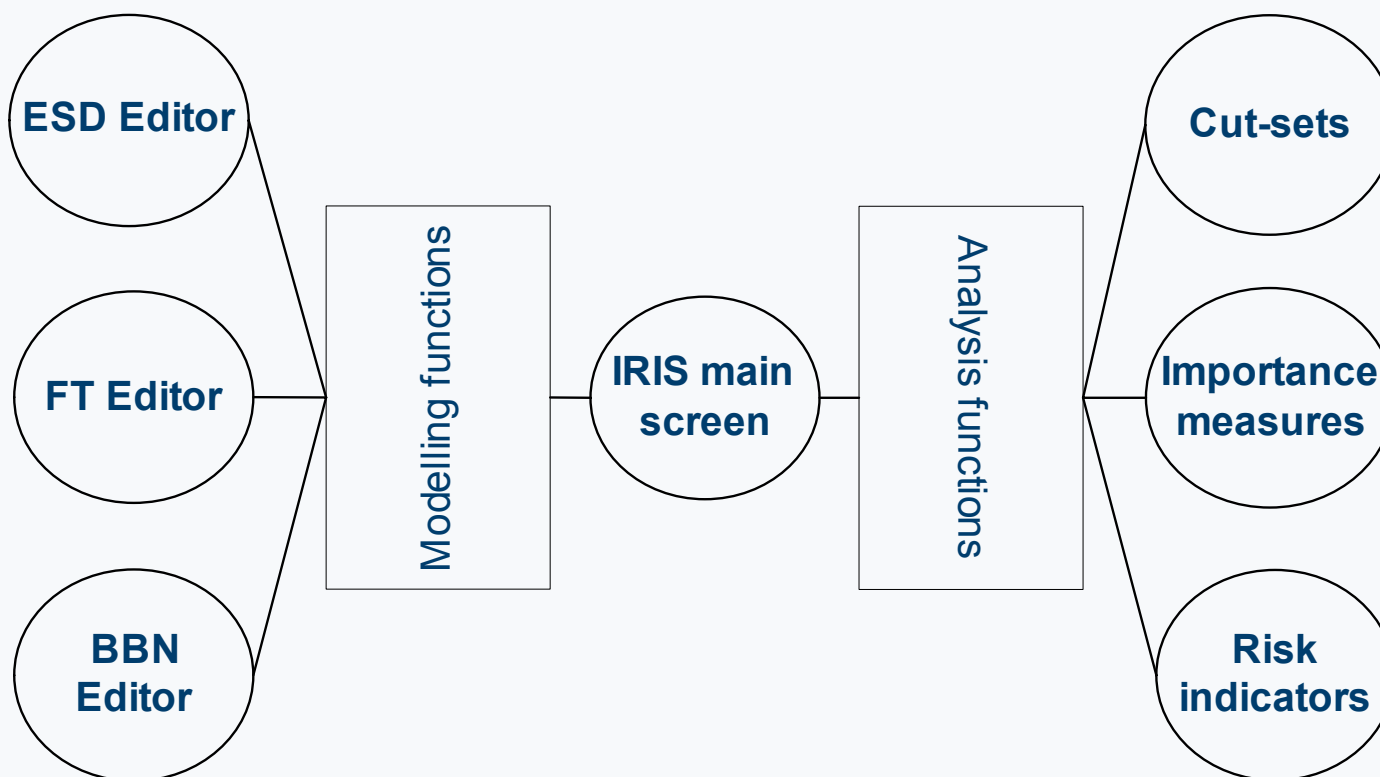 ESD Editor
FT Editor
BBN
Editor
Modelling functions
IRIS main
screen
Analysis functions
Cut-sets
Importance
measures
Risk
indicators